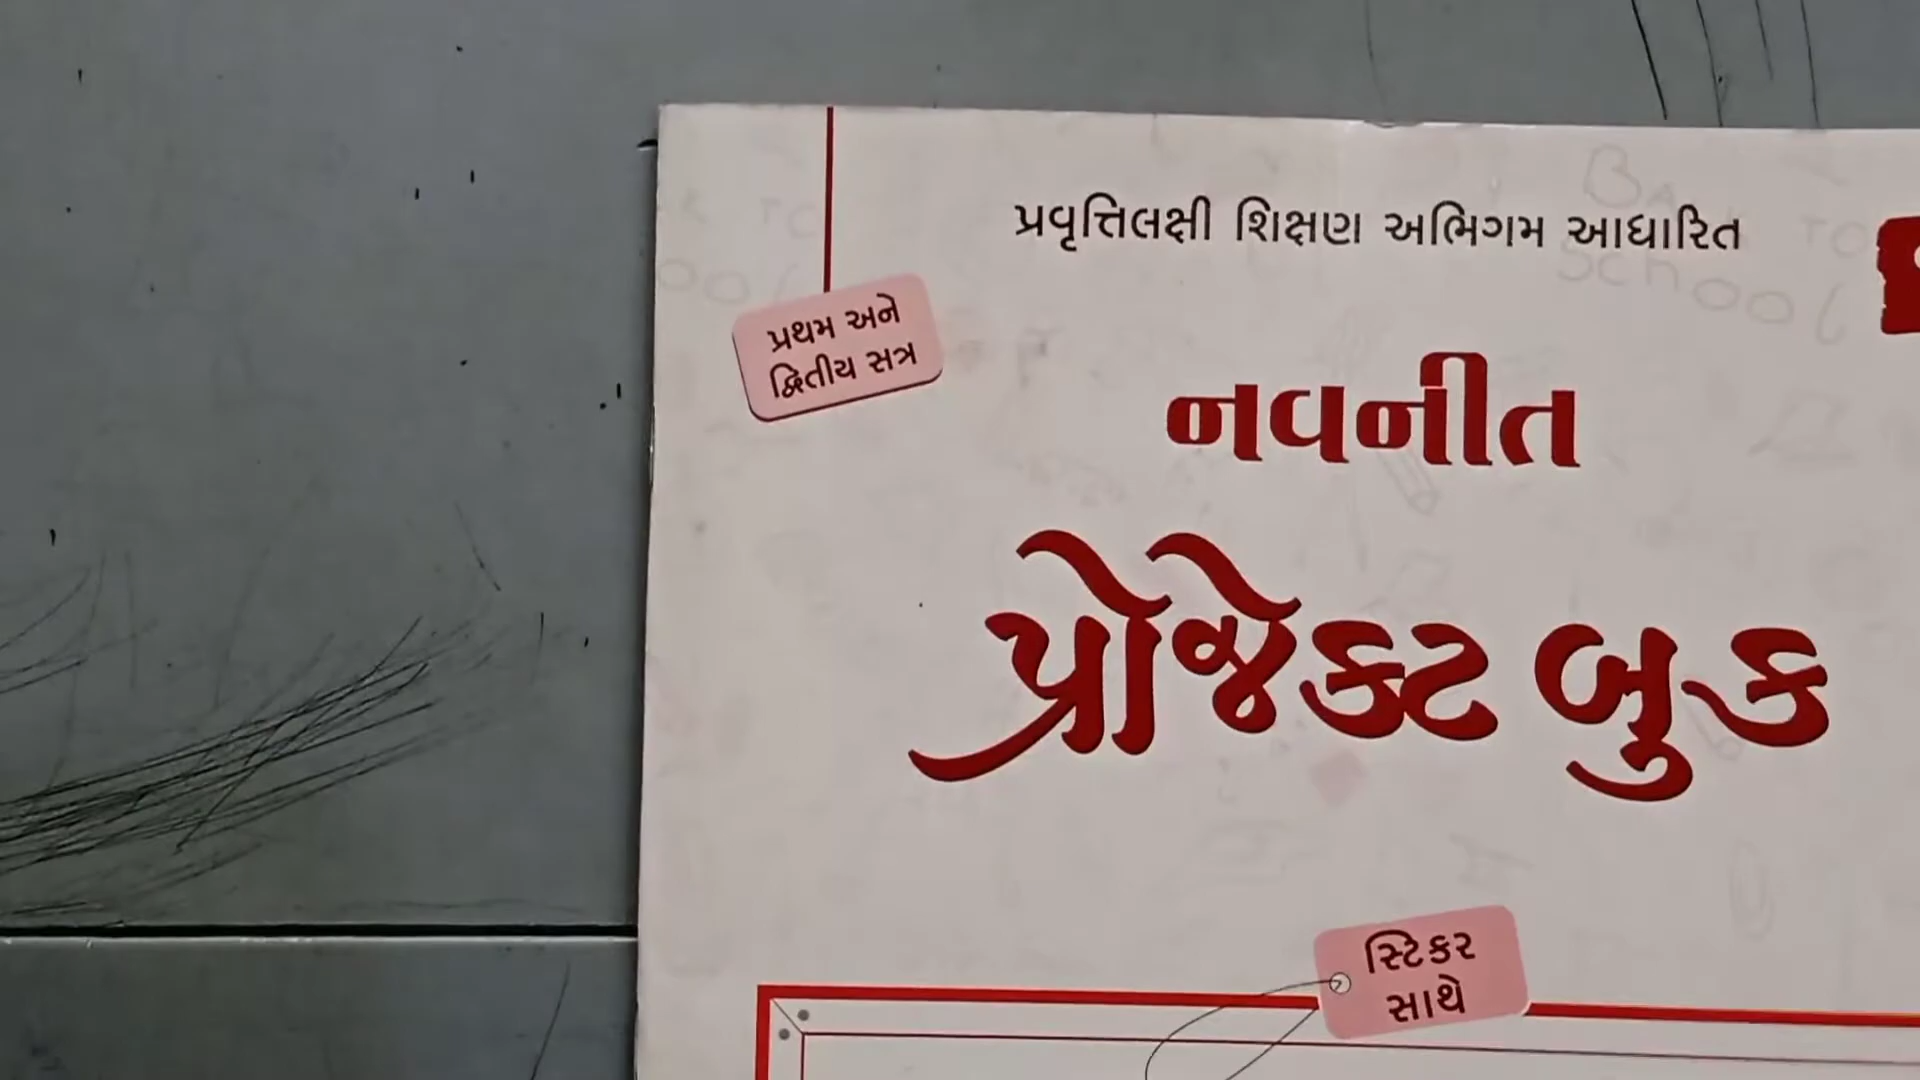 પ્રવૃત્તિલક્ષી શિક્ષણ અભિગમ આધારિત
પ્રથમ અને
દ્વિતીય સત્ર
નવનીત
પ્રોજેક્ટ બુક
સ્ટિકર
સાથે